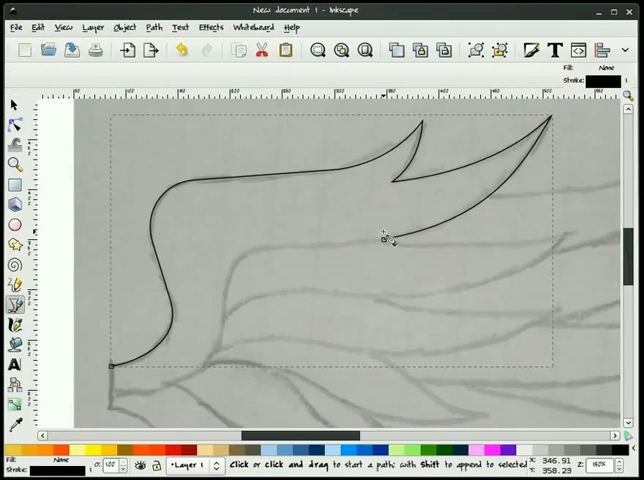 New document 1 - Inkscape
File Edit View Layer Object Path Text Effects Whiteboard Help
Fill: None
Stroke:
Fill: None
Stroke:
O: 100
•Layer 1
Click or click and drag to start a path; with Shift to append to selected
X: 346.91
Y: 358.23
Z: 150%